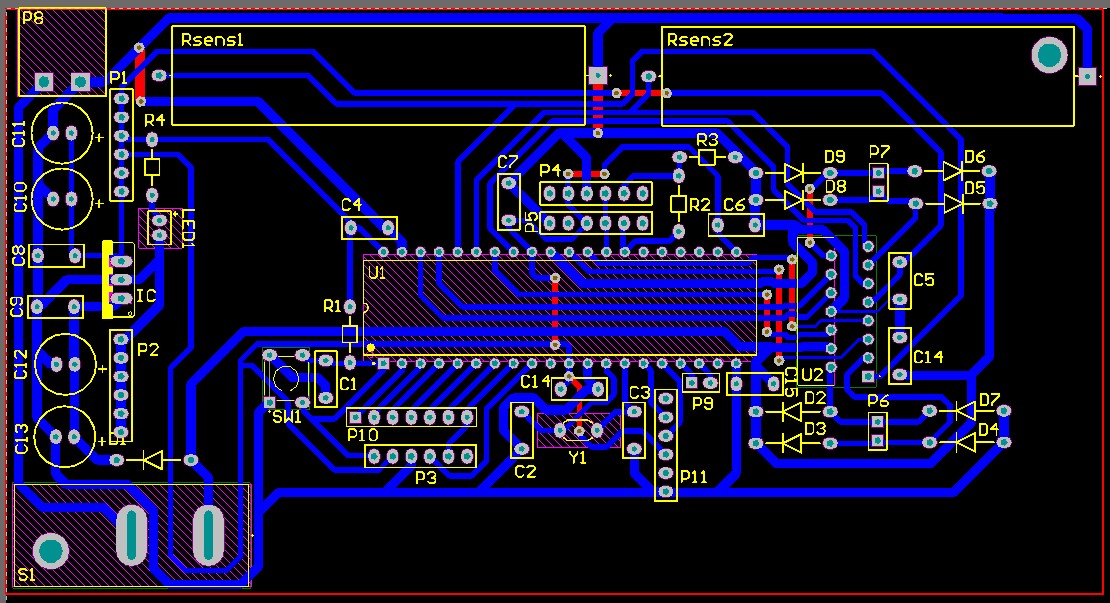 P8
Rsens1
Rsens2
P1
C11
+
R4
R3
D9
P7
D6
C7
P4
D8
D5
C10
+
LED1
C4
P5
R2
C6
C8
U1
C5
C9
IC
R1
C12
+
P2
C14
SW1
C1
C14
C3
P9
C15
U2
D2
P6
D7
C13
+
D1
P10
P3
C2
Y1
D3
D4
P11
S1